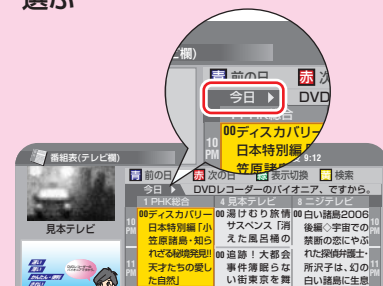 選ぶ
ビ欄)
青 前の日 赤 次
今日 ▶ DVD
1 PHK総合
00ディスカバリー
10 PM 日本特別編
笠原諸島
番組表(テレビ欄) 9:12
青 前の日 赤 次の日 緑 表示切換 黄 検索
今日 ▶ DVDレコーダーのパイオニア、ですから。
1 PHK総合 4 見テレビ 8 ニジテレビ
見本テレビ
10 PM
00ディスカバリー
日本特別編「小
笠原諸島・知ら
れざる秘境発見!!
天才たちの愛し
た自然」
00湯けむり旅情
サスペンス「消
えた風呂桶の
00追跡!大都会
事件簿眠らな
い街東京を舞
00白い諸島2006
後編◇宇宙での
禁断の恋にやぶ
れた探偵弁護士・
所沢子は、幻の
白い諸島に生息
11 PM